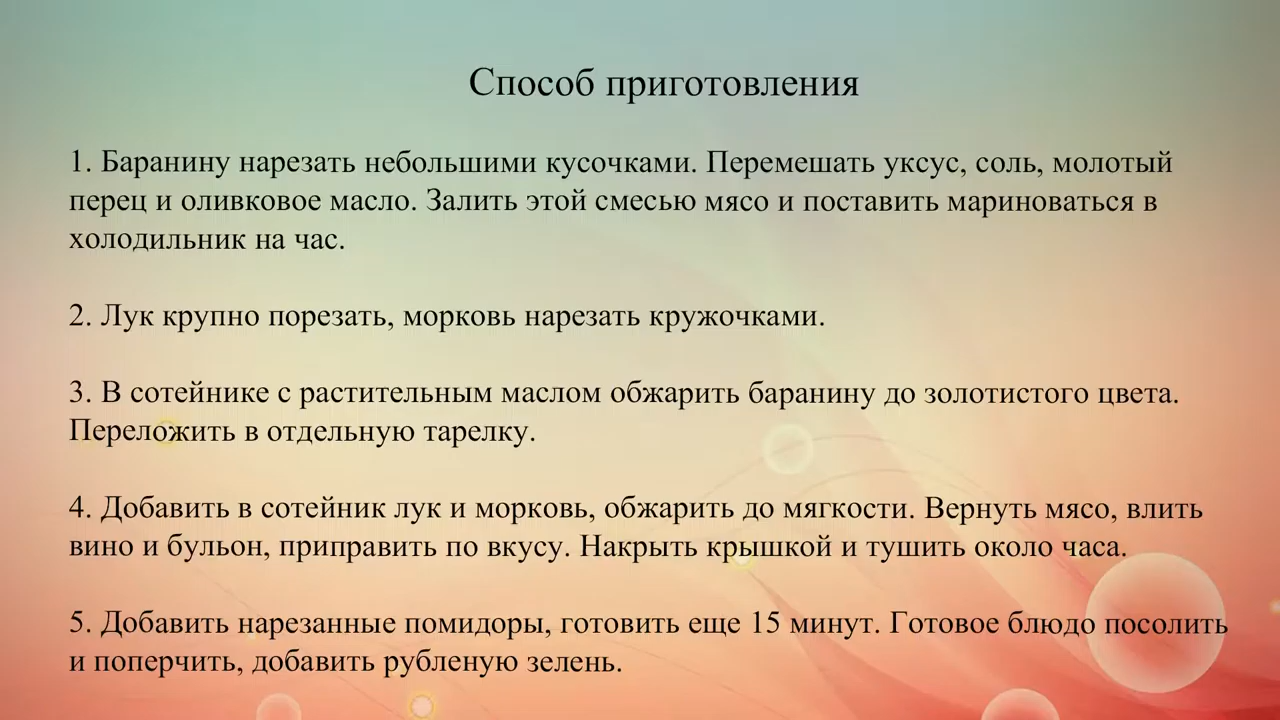 Способ приготовления
1. Баранину нарезать небольшими кусочками. Перемешать уксус, соль, молотый
перец и оливковое масло. Залить этой смесью мясо и поставить мариноваться в
холодильник на час.
2. Лук крупно порезать, морковь нарезать кружочками.
3. В сотейнике с растительным маслом обжарить баранину до золотистого цвета.
Переложить в отдельную тарелку.
4. Добавить в сотейник лук и морковь, обжарить до мягкости. Вернуть мясо, влить
вино и бульон, приправить по вкусу. Накрыть крышкой и тушить около часа.
5. Добавить нарезанные помидоры, готовить еще 15 минут. Готовое блюдо посолить
и поперчить, добавить рубленую зелень.